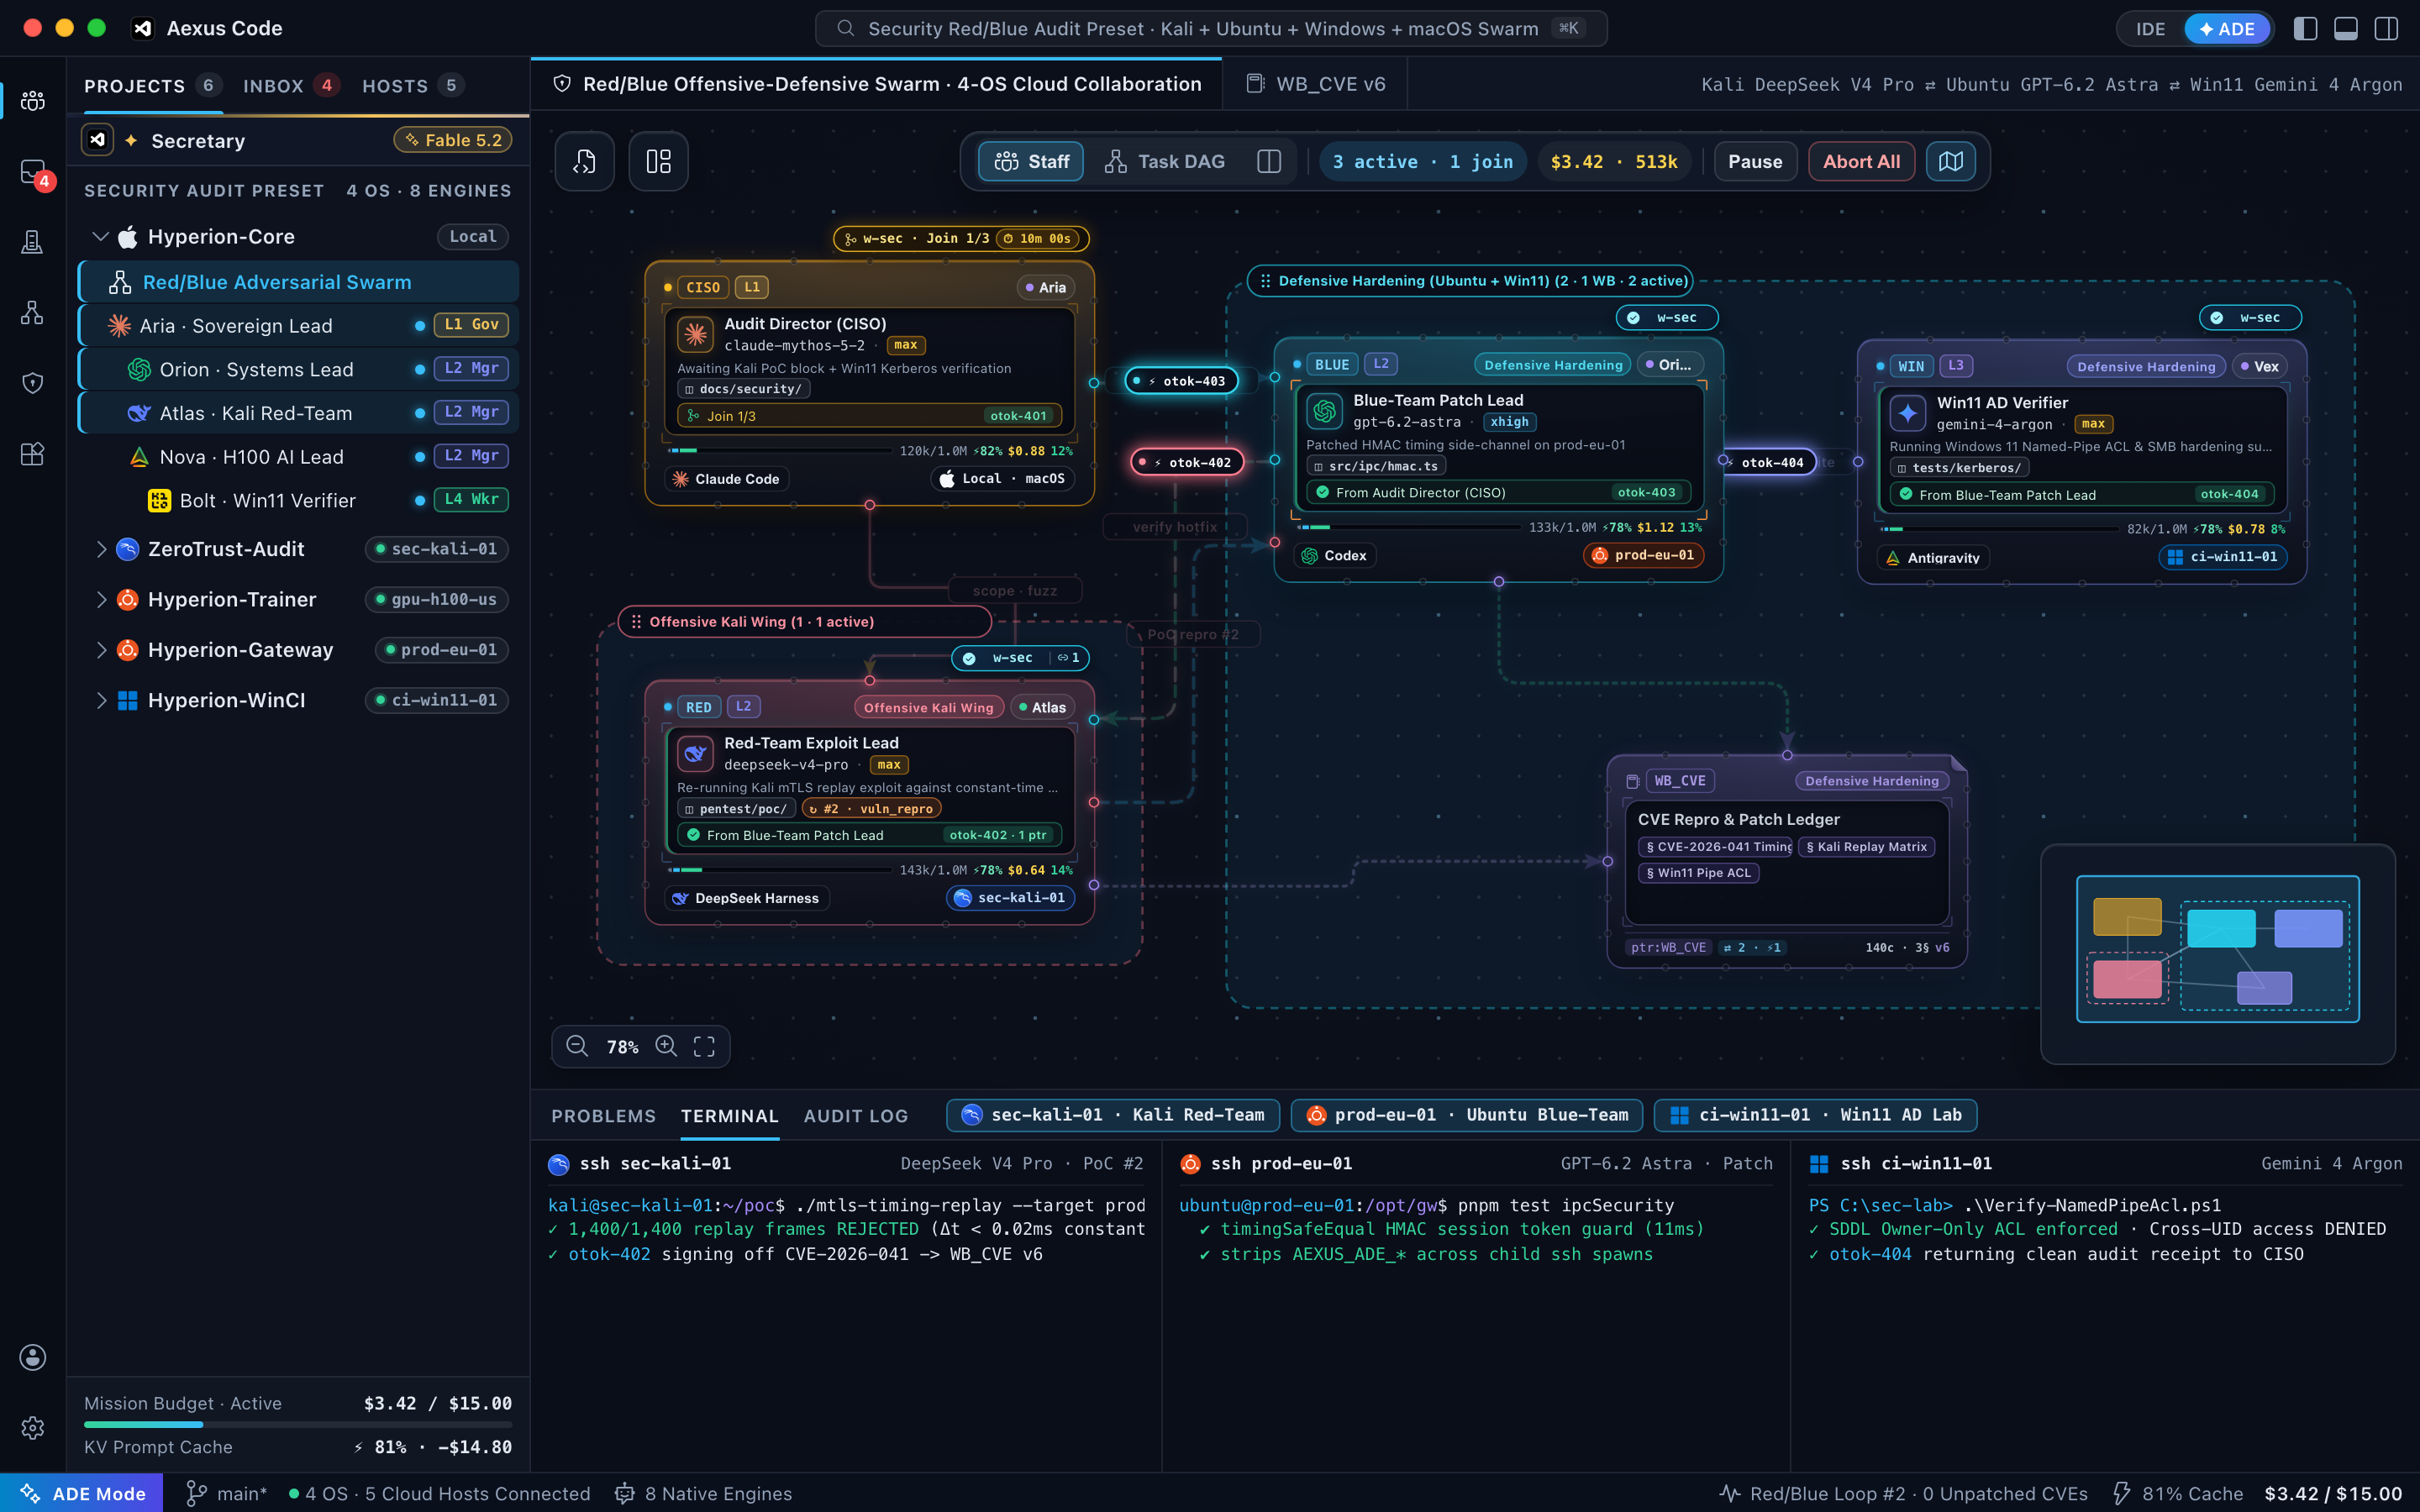 Aexus Code
Security Red/Blue Audit Preset · Kali + Ubuntu + Windows + macOS Swarm ⌘K
IDE ADE
PROJECTS 6 INBOX 4 HOSTS 5
Red/Blue Offensive-Defensive Swarm · 4-OS Cloud Collaboration
WB_CVE v6
Kali DeepSeek V4 Pro ⇄ Ubuntu GPT-6.2 Astra ⇄ Win11 Gemini 4 Argon
4
Secretary Fable 5.2
SECURITY AUDIT PRESET 4 OS · 8 ENGINES
Hyperion-Core Local
Red/Blue Adversarial Swarm
Aria · Sovereign Lead L1 Gov
Orion · Systems Lead L2 Mgr
Atlas · Kali Red-Team L2 Mgr
Nova · H100 AI Lead L2 Mgr
Bolt · Win11 Verifier L4 Wkr
ZeroTrust-Audit sec-kali-01
Hyperion-Trainer gpu-h100-us
Hyperion-Gateway prod-eu-01
Hyperion-WinCI ci-win11-01
Mission Budget · Active $3.42 / $15.00
KV Prompt Cache ⚡ 81% · −$14.80
Staff Task DAG 3 active · 1 join $3.42 · 513k Pause Abort All
w-sec · Join 1/3 10m 00s
CISO L1 Aria
Audit Director (CISO)
claude-mythos-5-2 · max
Awaiting Kali PoC block + Win11 Kerberos verification
docs/security/
Join 1/3 otok-401
120k/1.0M ⚡82% $0.88 12%
Claude Code Local · macOS
⚡ otok-403
⚡ otok-402
verify hotfix
scope · fuzz
PoC repro #2
Defensive Hardening (Ubuntu + Win11) (2 · 1 WB · 2 active)
w-sec
BLUE L2 Defensive Hardening Ori...
Blue-Team Patch Lead
gpt-6.2-astra · xhigh
Patched HMAC timing side-channel on prod-eu-01
src/ipc/hmac.ts
From Audit Director (CISO) otok-403
133k/1.0M ⚡78% $1.12 13%
Codex prod-eu-01
⚡ otok-404
w-sec
WIN L3 Defensive Hardening Vex
Win11 AD Verifier
gemini-4-argon · max
Running Windows 11 Named-Pipe ACL & SMB hardening su...
tests/kerberos/
From Blue-Team Patch Lead otok-404
82k/1.0M ⚡78% $0.78 8%
Antigravity ci-win11-01
Offensive Kali Wing (1 · 1 active)
w-sec 1
RED L2 Offensive Kali Wing Atlas
Red-Team Exploit Lead
deepseek-v4-pro · max
Re-running Kali mTLS replay exploit against constant-time ...
pentest/poc/ ↻ #2 · vuln_repro
From Blue-Team Patch Lead otok-402 · 1 ptr
143k/1.0M ⚡78% $0.64 14%
DeepSeek Harness sec-kali-01
WB_CVE Defensive Hardening
CVE Repro & Patch Ledger
§ CVE-2026-041 Timing § Kali Replay Matrix
§ Win11 Pipe ACL
ptr:WB_CVE ⇄ 2 · ⚡1 140c · 3§ v6
78%
PROBLEMS TERMINAL AUDIT LOG
sec-kali-01 · Kali Red-Team prod-eu-01 · Ubuntu Blue-Team ci-win11-01 · Win11 AD Lab
ssh sec-kali-01 DeepSeek V4 Pro · PoC #2
kali@sec-kali-01:~/poc$ ./mtls-timing-replay --target prod
✓ 1,400/1,400 replay frames REJECTED (Δt < 0.02ms constant
✓ otok-402 signing off CVE-2026-041 -> WB_CVE v6
ssh prod-eu-01 GPT-6.2 Astra · Patch
ubuntu@prod-eu-01:/opt/gw$ pnpm test ipcSecurity
✔ timingSafeEqual HMAC session token guard (11ms)
✔ strips AEXUS_ADE_* across child ssh spawns
ssh ci-win11-01 Gemini 4 Argon
PS C:\sec-lab> .\Verify-NamedPipeAcl.ps1
✓ SDDL Owner-Only ACL enforced · Cross-UID access DENIED
✓ otok-404 returning clean audit receipt to CISO
ADE Mode main* 4 OS · 5 Cloud Hosts Connected 8 Native Engines
Red/Blue Loop #2 · 0 Unpatched CVEs 81% Cache $3.42 / $15.00